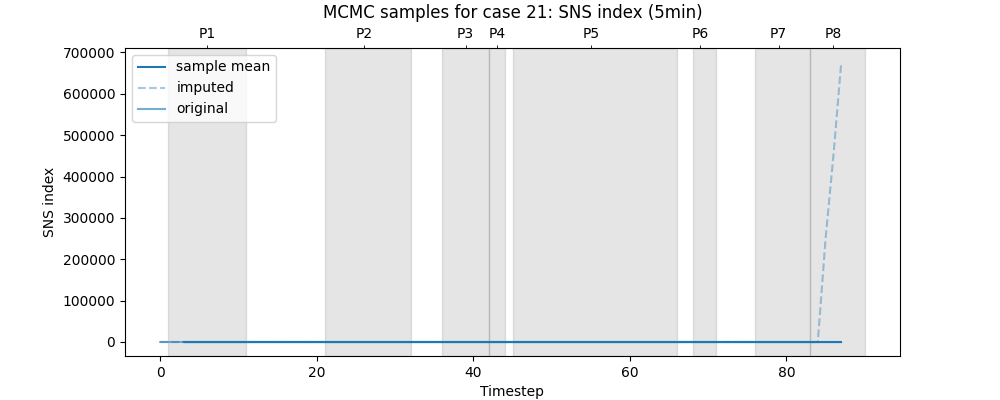 MCMC samples for case 21: SNS index (5min)
P1 P2 P3 P4 P5 P6 P7 P8
700000
600000
500000
400000
300000
200000
100000
0
SNS index
sample mean
imputed
original
0 20 40 60 80
Timestep